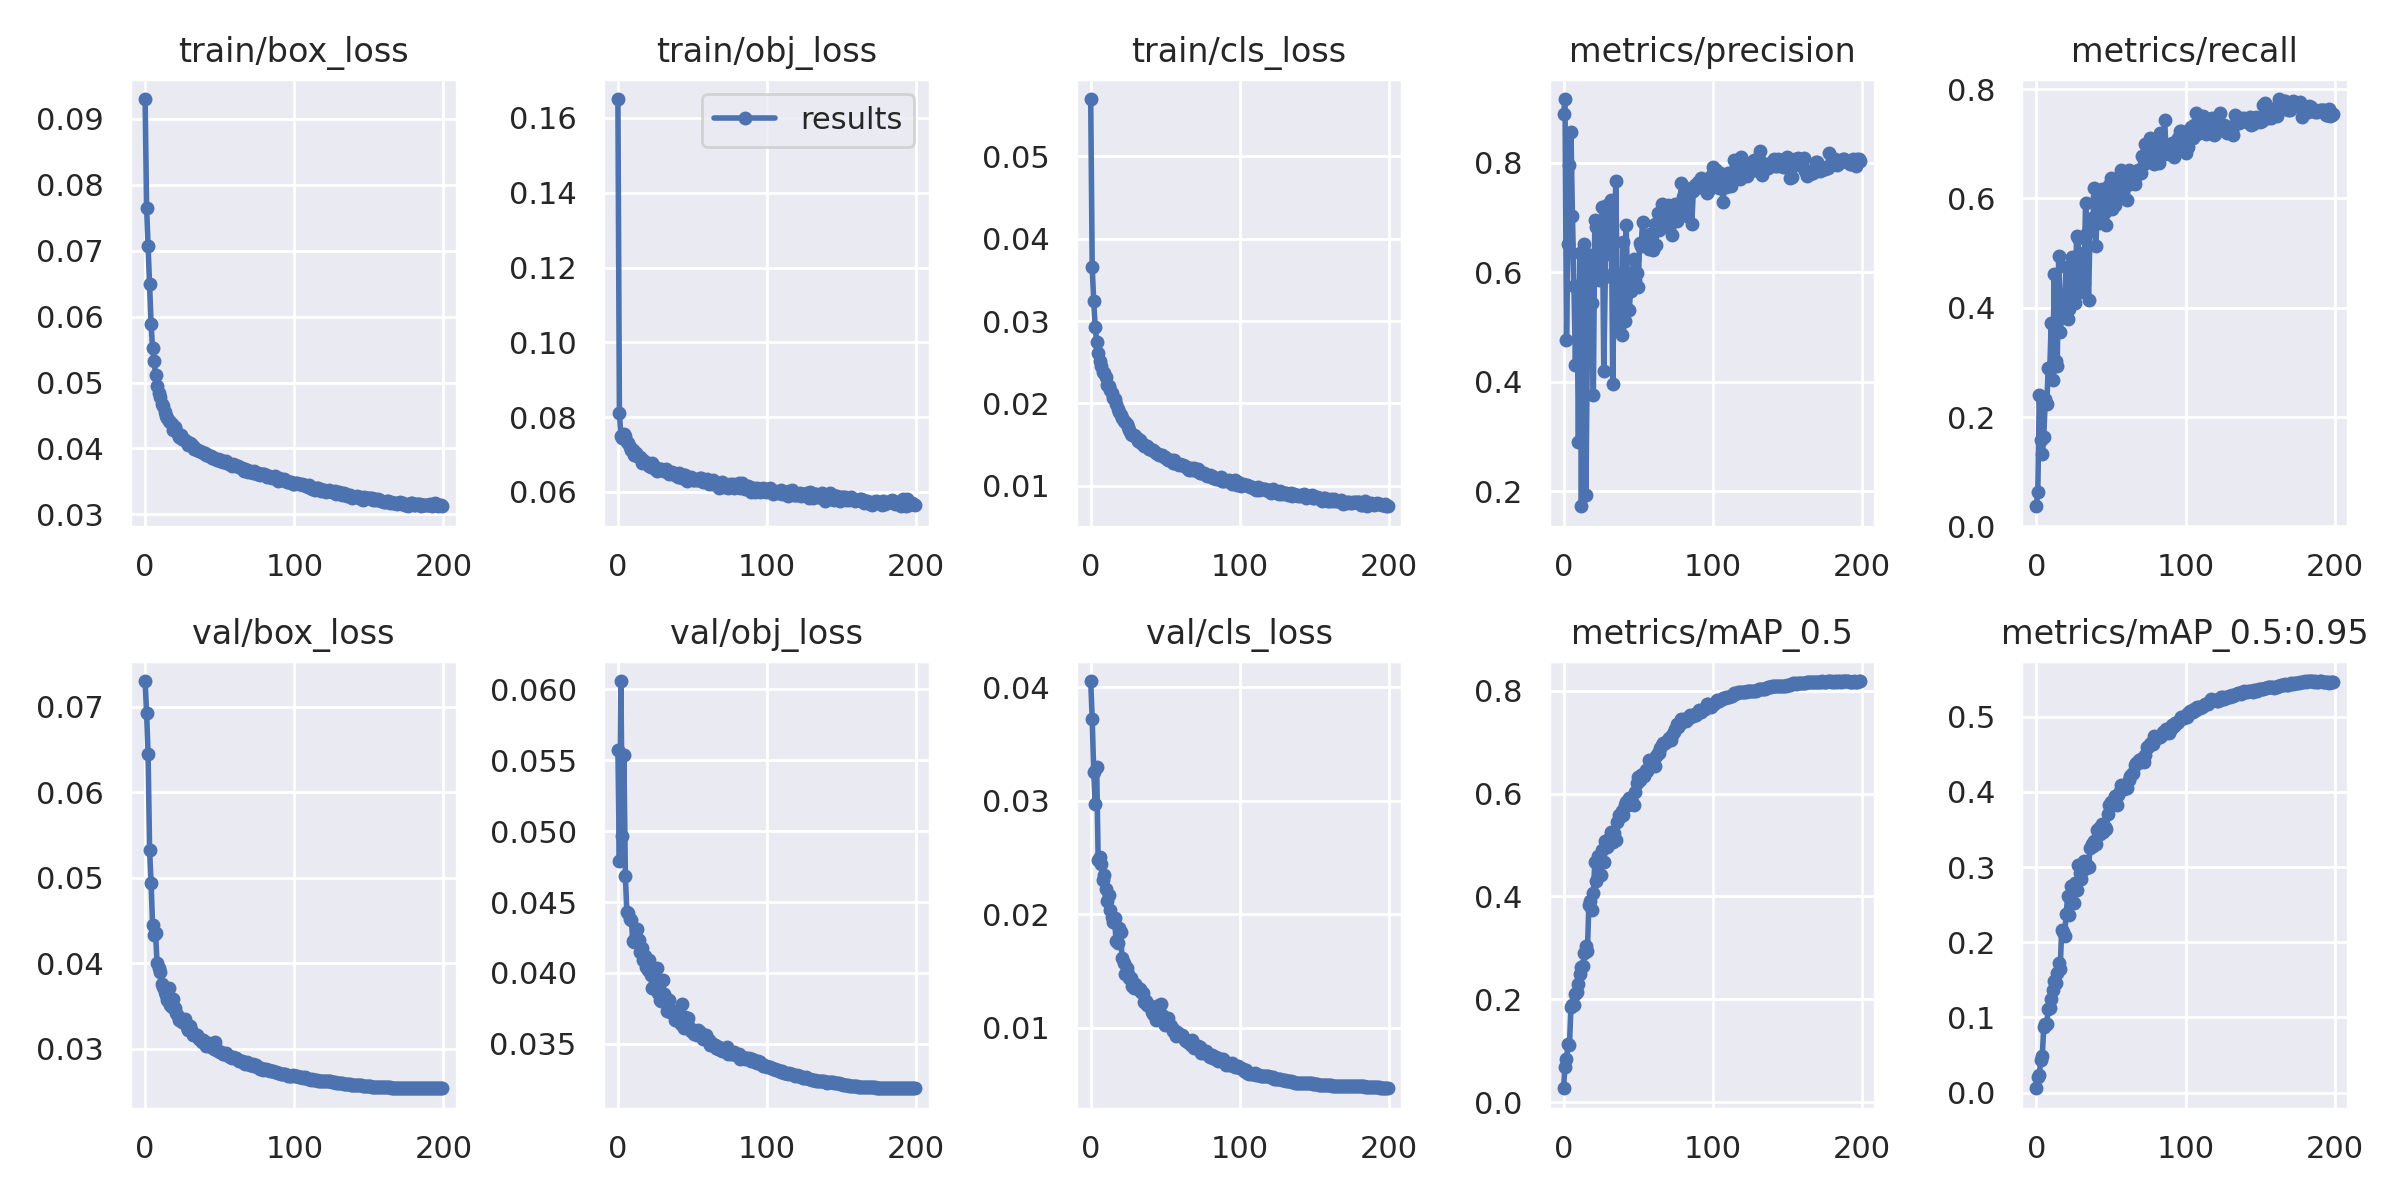 train/box_loss
0.09
0.08
0.07
0.06
0.05
0.04
0.03
0 100 200
train/obj_loss
results
0.16
0.14
0.12
0.10
0.08
0.06
0 100 200
train/cls_loss
0.05
0.04
0.03
0.02
0.01
0 100 200
metrics/precision
0.8
0.6
0.4
0.2
0 100 200
metrics/recall
0.8
0.6
0.4
0.2
0.0
0 100 200
val/box_loss
0.07
0.06
0.05
0.04
0.03
0 100 200
val/obj_loss
0.060
0.055
0.050
0.045
0.040
0.035
0 100 200
val/cls_loss
0.04
0.03
0.02
0.01
0 100 200
metrics/mAP_0.5
0.8
0.6
0.4
0.2
0.0
0 100 200
metrics/mAP_0.5:0.95
0.5
0.4
0.3
0.2
0.1
0.0
0 100 200